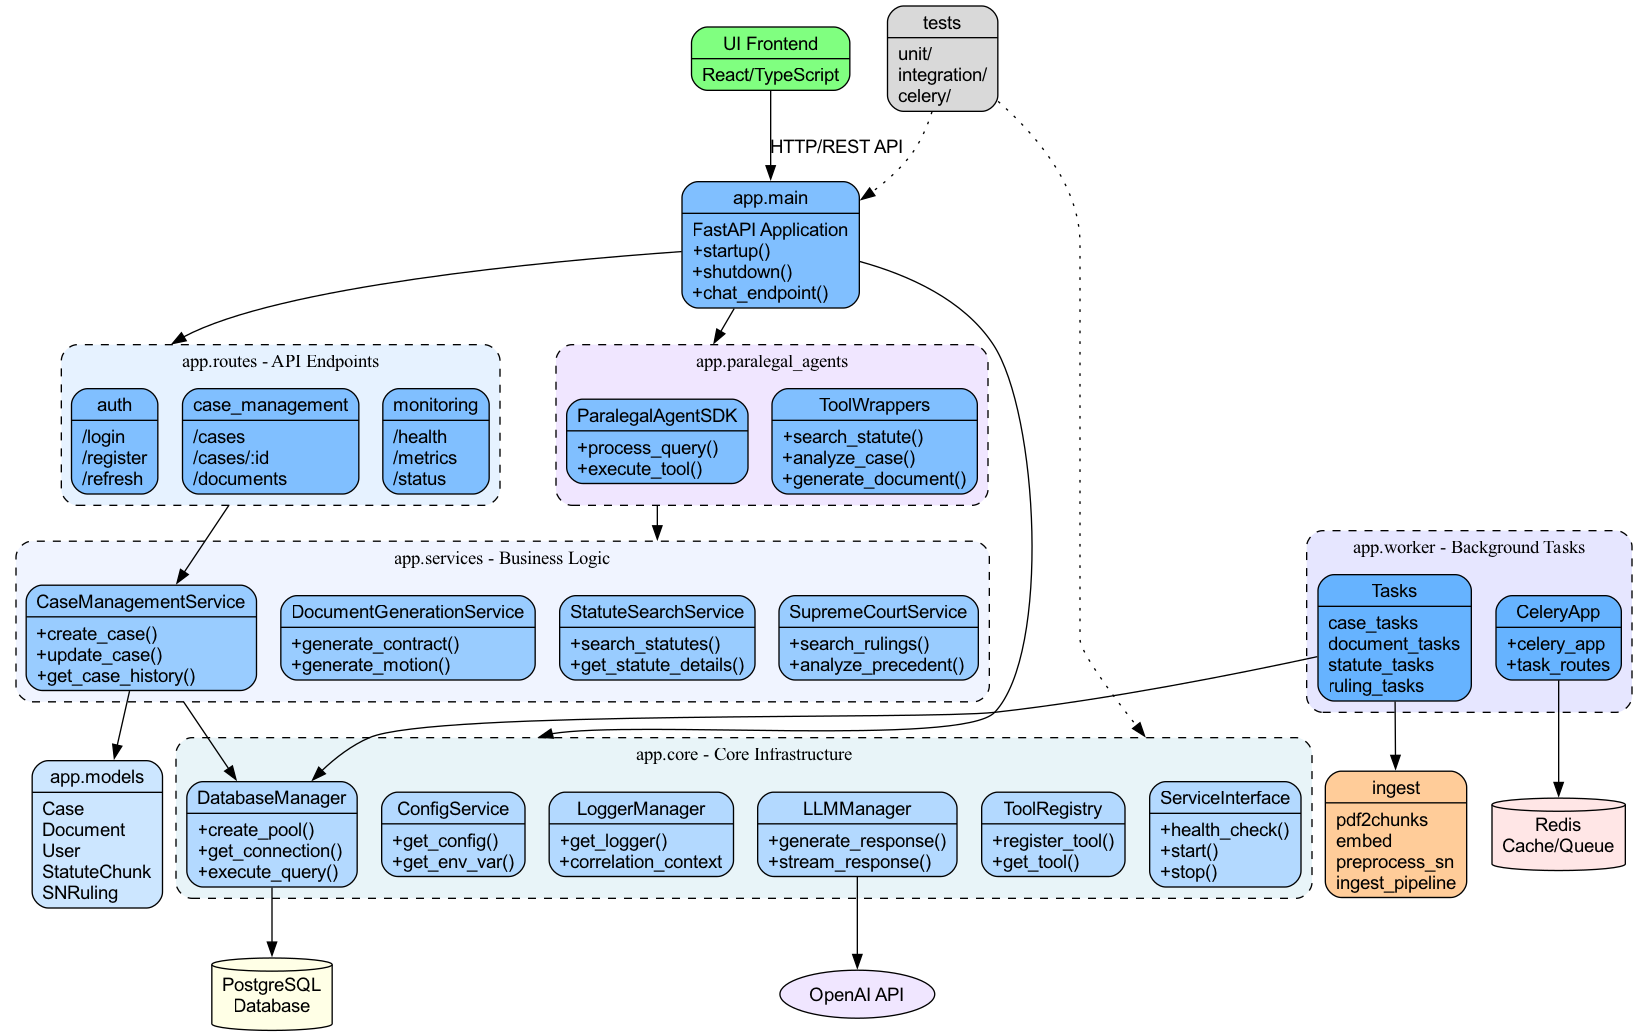 tests
unit/
integration/
celery/
UI Frontend
React/TypeScript
HTTP/REST API
app.main
FastAPI Application
+startup()
+shutdown()
+chat_endpoint()
app.routes - API Endpoints
auth
/login
/register
/refresh
case_management
/cases
/cases/:id
/documents
monitoring
/health
/metrics
/status
app.paralegal_agents
ParalegalAgentSDK
+process_query()
+execute_tool()
ToolWrappers
+search_statute()
+analyze_case()
+generate_document()
app.services - Business Logic
CaseManagementService
+create_case()
+update_case()
+get_case_history()
DocumentGenerationService
+generate_contract()
+generate_motion()
StatuteSearchService
+search_statutes()
+get_statute_details()
SupremeCourtService
+search_rulings()
+analyze_precedent()
app.worker - Background Tasks
Tasks
case_tasks
document_tasks
statute_tasks
ruling_tasks
CeleryApp
+celery_app
+task_routes
app.models
Case
Document
User
StatuteChunk
SNRuling
app.core - Core Infrastructure
DatabaseManager
+create_pool()
+get_connection()
+execute_query()
ConfigService
+get_config()
+get_env_var()
LoggerManager
+get_logger()
+correlation_context
LLMManager
+generate_response()
+stream_response()
ToolRegistry
+register_tool()
+get_tool()
ServiceInterface
+health_check()
+start()
+stop()
ingest
pdf2chunks
embed
preprocess_sn
ingest_pipeline
Redis
Cache/Queue
PostgreSQL
Database
OpenAI API